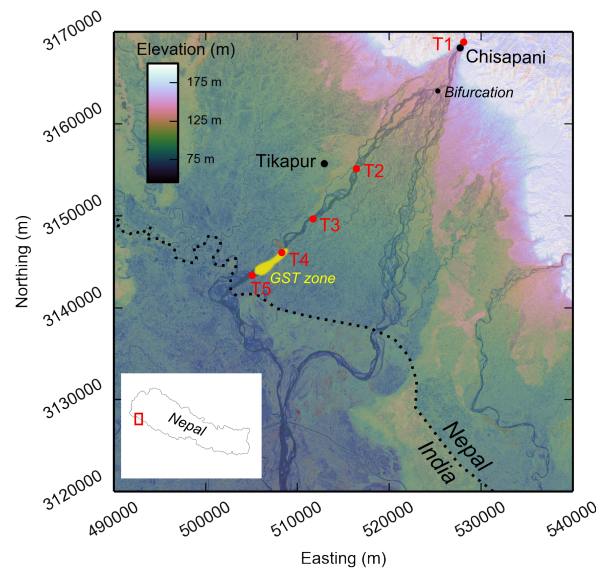 3170000
Elevation (m)
175 m
125 m
75 m
T1
Chisapani
Bifurcation
3160000
Tikapur
T2
3150000
T3
T4
GST zone
T5
Northing (m)
3140000
3130000
Nepal
Nepal
India
3120000
490000
500000
510000
520000
530000
540000
Easting (m)